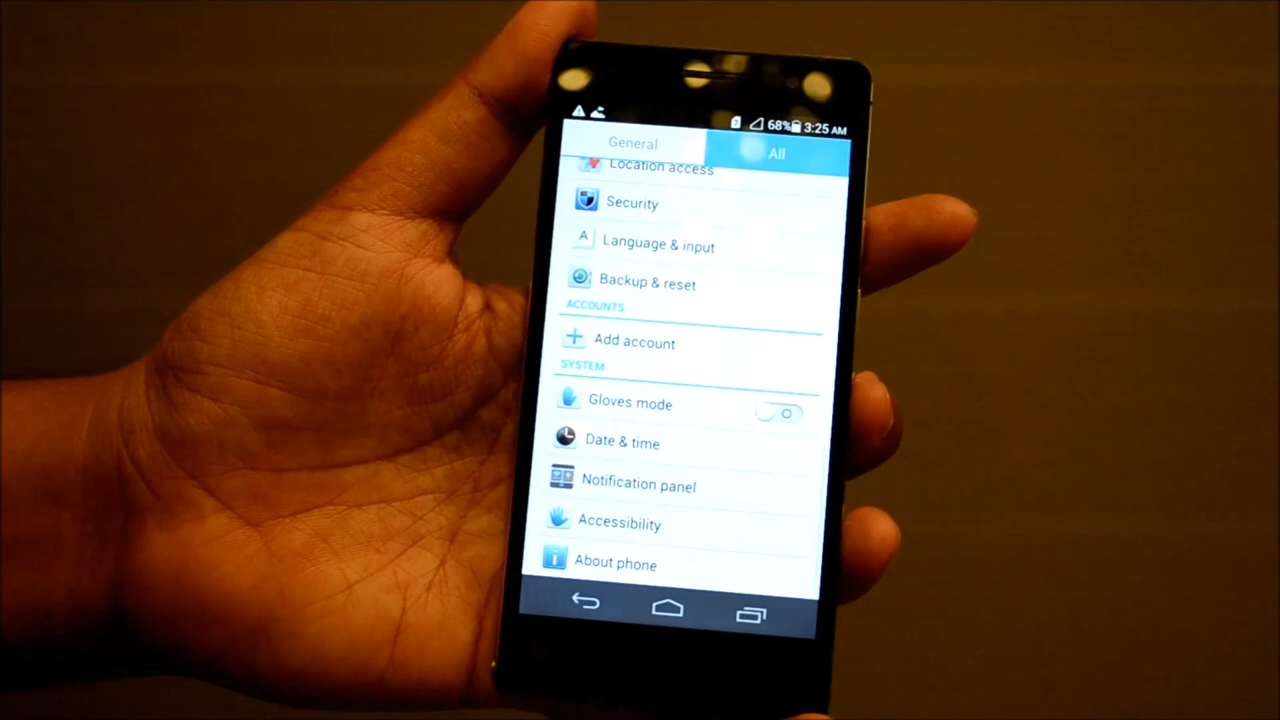 68% 3:25 AM
General All
Location access
Security
A Language & input
Backup & reset
ACCOUNTS
Add account
SYSTEM
Gloves mode
Date & time
Notification panel
Accessibility
i About phone